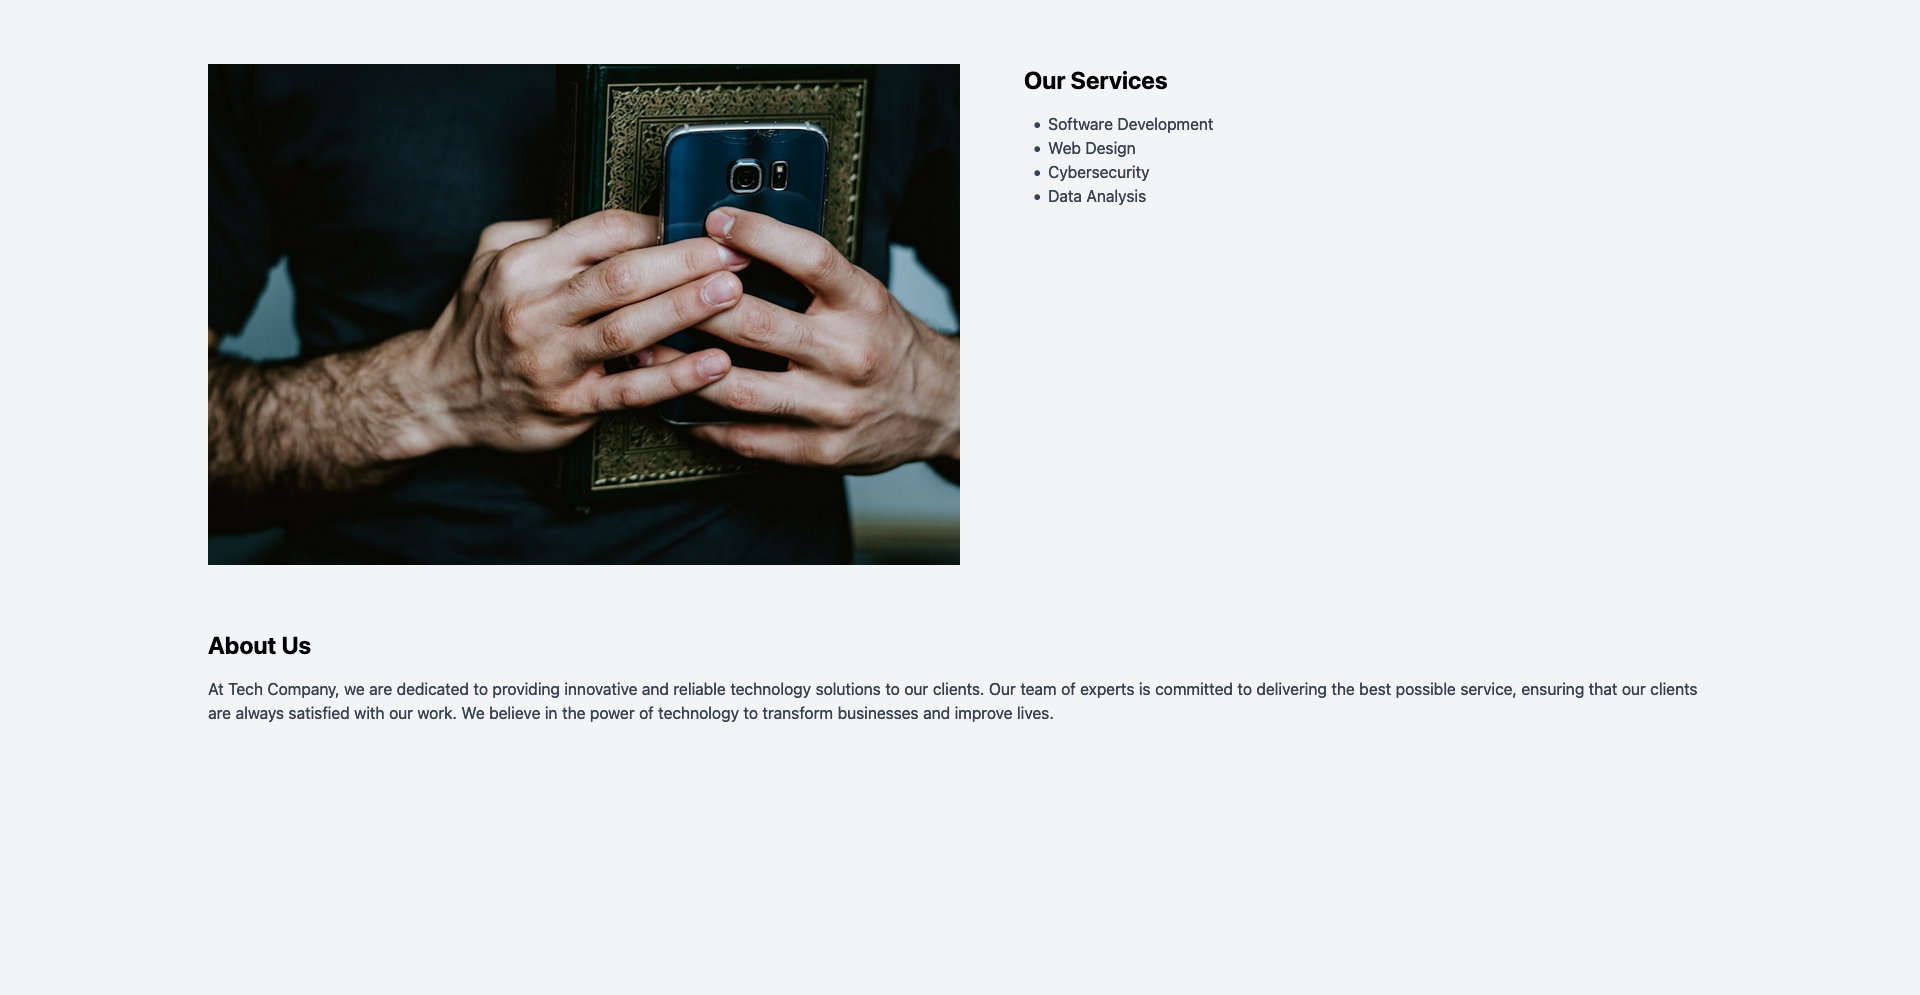 Our Services
• Software Development
• Web Design
• Cybersecurity
• Data Analysis
About Us
At Tech Company, we are dedicated to providing innovative and reliable technology solutions to our clients. Our team of experts is committed to delivering the best possible service, ensuring that our clients
are always satisfied with our work. We believe in the power of technology to transform businesses and improve lives.